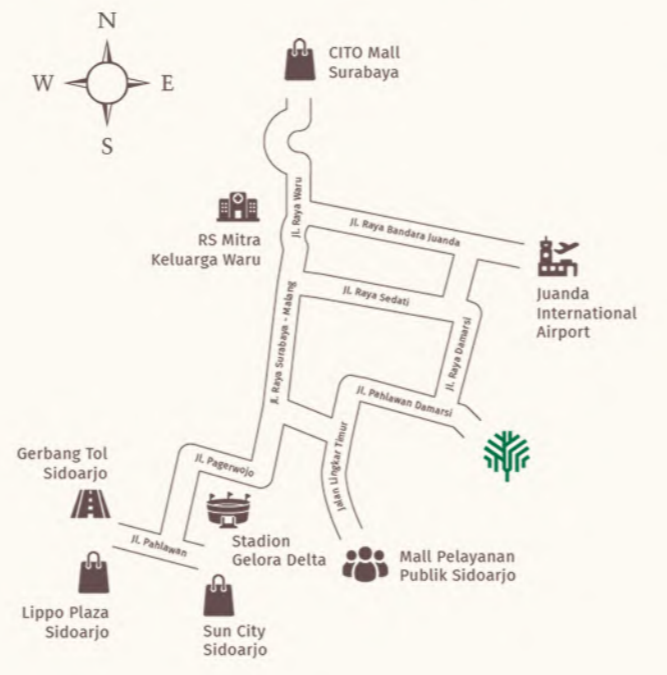 N
W
E
S
CITO Mall
Surabaya
Jl. Raya Waru
RS Mitra
Keluarga Waru
Jl. Raya Bandara Juanda
Juanda
International
Airport
Jl. Raya Sedati
Jl. Raya Surabaya - Malang
Jl. Raya Damarsi
Jl. Pahlawan Damarsi
Jalan Lingkar Timur
Gerbang Tol
Sidoarjo
Jl. Pagerwojo
Stadion
Gelora Delta
Jl. Pahlawan
Mall Pelayanan
Publik Sidoarjo
Lippo Plaza
Sidoarjo
Sun City
Sidoarjo